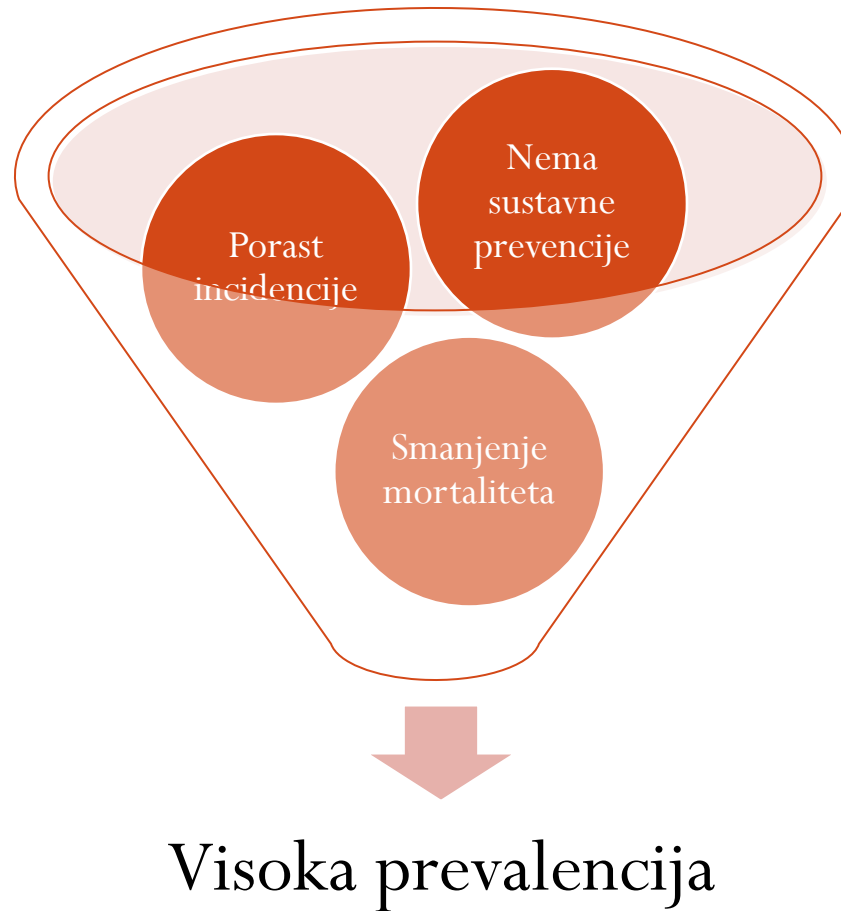 Nema
sustavne
prevencije
Porast
incidencije
Smanjenje
mortaliteta
Visoka prevalencija